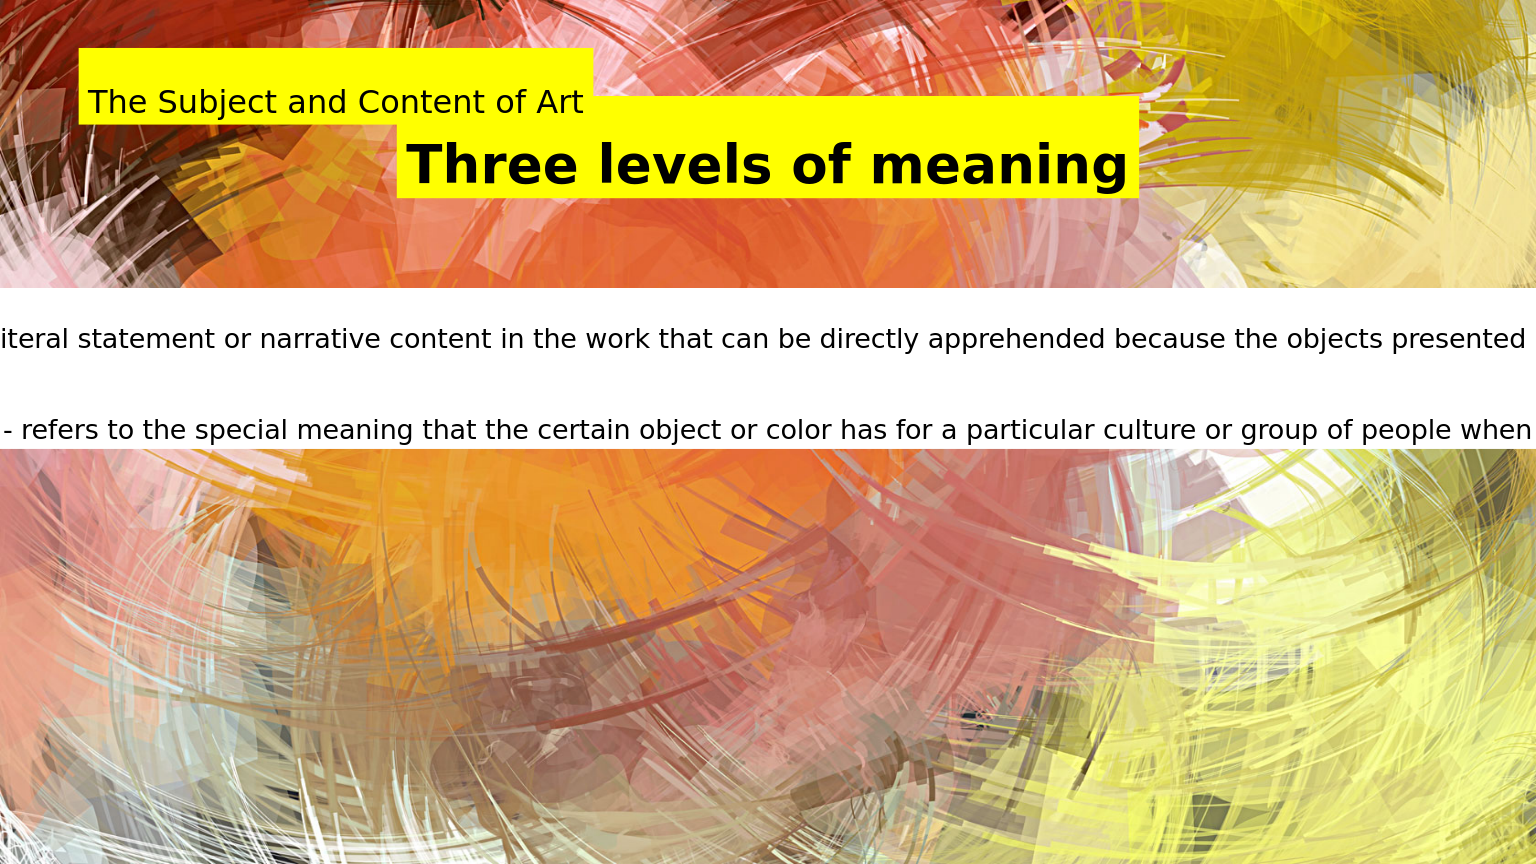 The Subject and Content of Art
Three levels of meaning
iteral statement or narrative content in the work that can be directly apprehended because the objects presented
- refers to the special meaning that the certain object or color has for a particular culture or group of people when